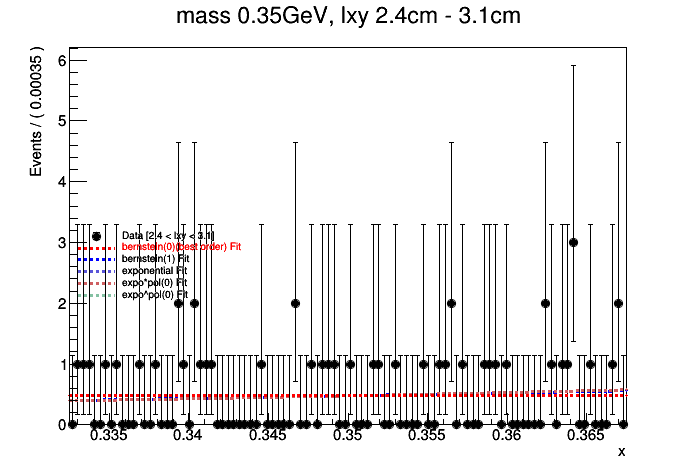 mass 0.35GeV, lxy 2.4cm - 3.1cm
Events / ( 0.00035 )
6
5
4
3
2
1
0
Data [2.4 < lxy < 3.1]
bernstein(0)(best order) Fit
bernstein(1) Fit
exponential Fit
expo*pol(0) Fit
expo^pol(0) Fit
0.335 0.34 0.345 0.35 0.355 0.36 0.365
x